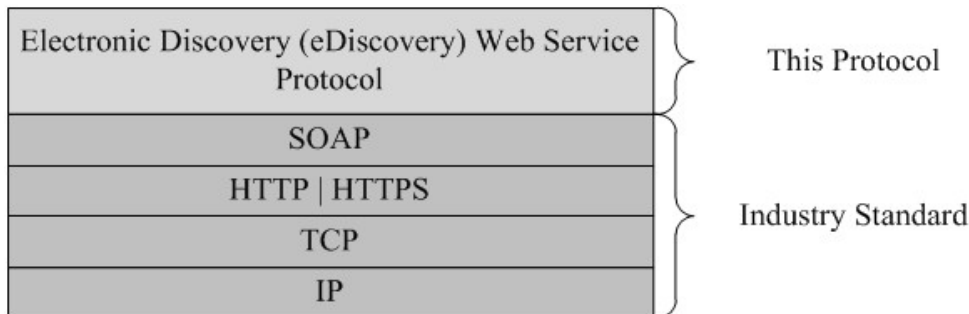 Electronic Discovery (eDiscovery) Web Service
Protocol
This Protocol
SOAP
HTTP | HTTPS
TCP
IP
Industry Standard